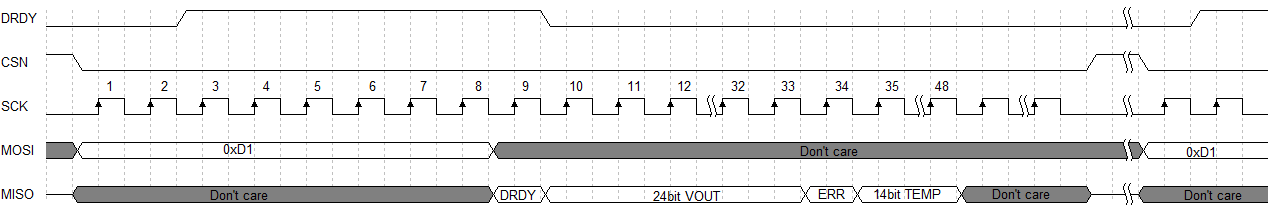 DRDY
CSN
1 2 3 4 5 6 7 8 9 10 11 12 32 33 34 35 48
SCK
MOSI 0xD1 Don't care 0xD1
MISO Don't care DRDY 24bit VOUT ERR 14bit TEMP Don't care Don't care